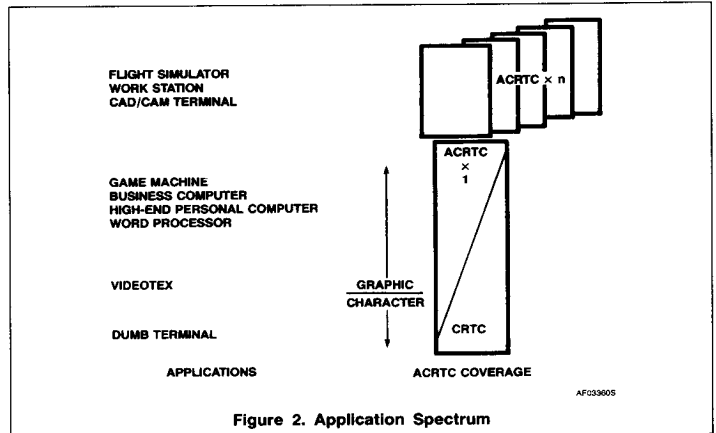 FLIGHT SIMULATOR
WORK STATION
CAD/CAM TERMINAL
ACRTC × n
ACRTC
×
1
GAME MACHINE
BUSINESS COMPUTER
HIGH-END PERSONAL COMPUTER
WORD PROCESSOR
VIDEOTEX
GRAPHIC
CHARACTER
DUMB TERMINAL
CRTC
APPLICATIONS
ACRTC COVERAGE
AF03360S
Figure 2. Application Spectrum